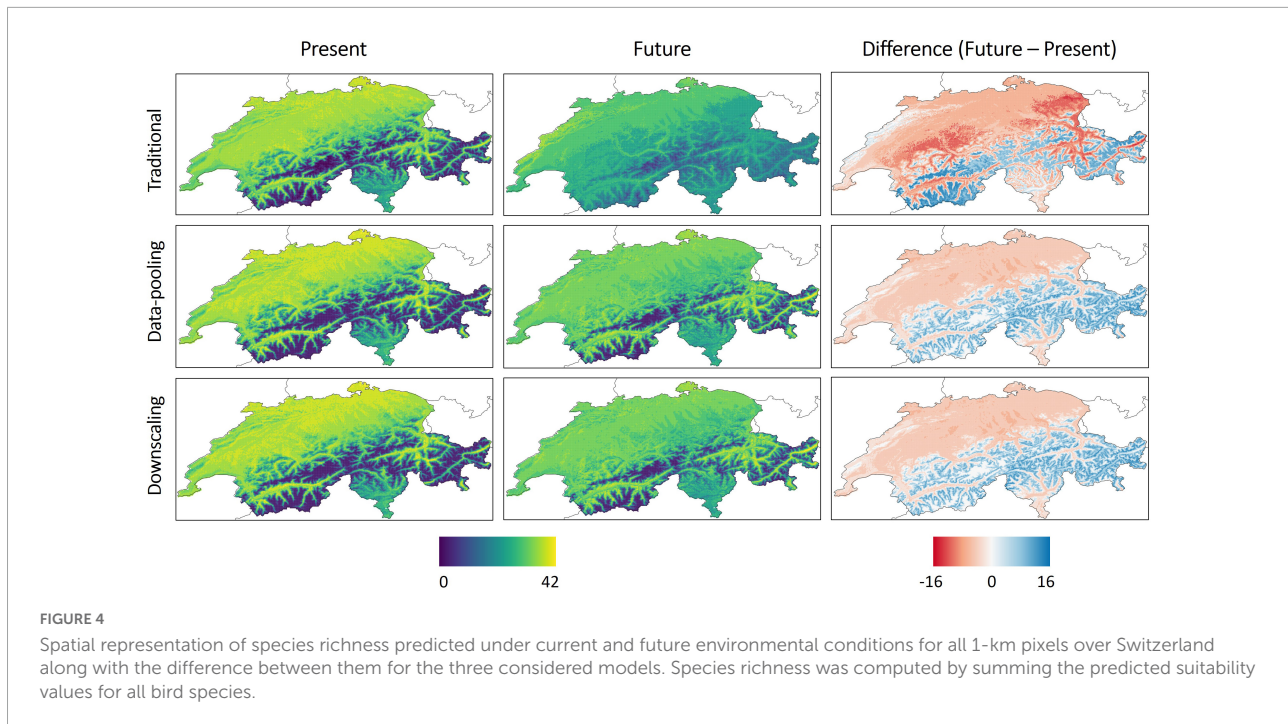 Present
Future
Difference (Future – Present)
Traditional
Data-pooling
Downscaling
0
42
-16
0
16
FIGURE 4
Spatial representation of species richness predicted under current and future environmental conditions for all 1-km pixels over Switzerland
along with the difference between them for the three considered models. Species richness was computed by summing the predicted suitability
values for all bird species.